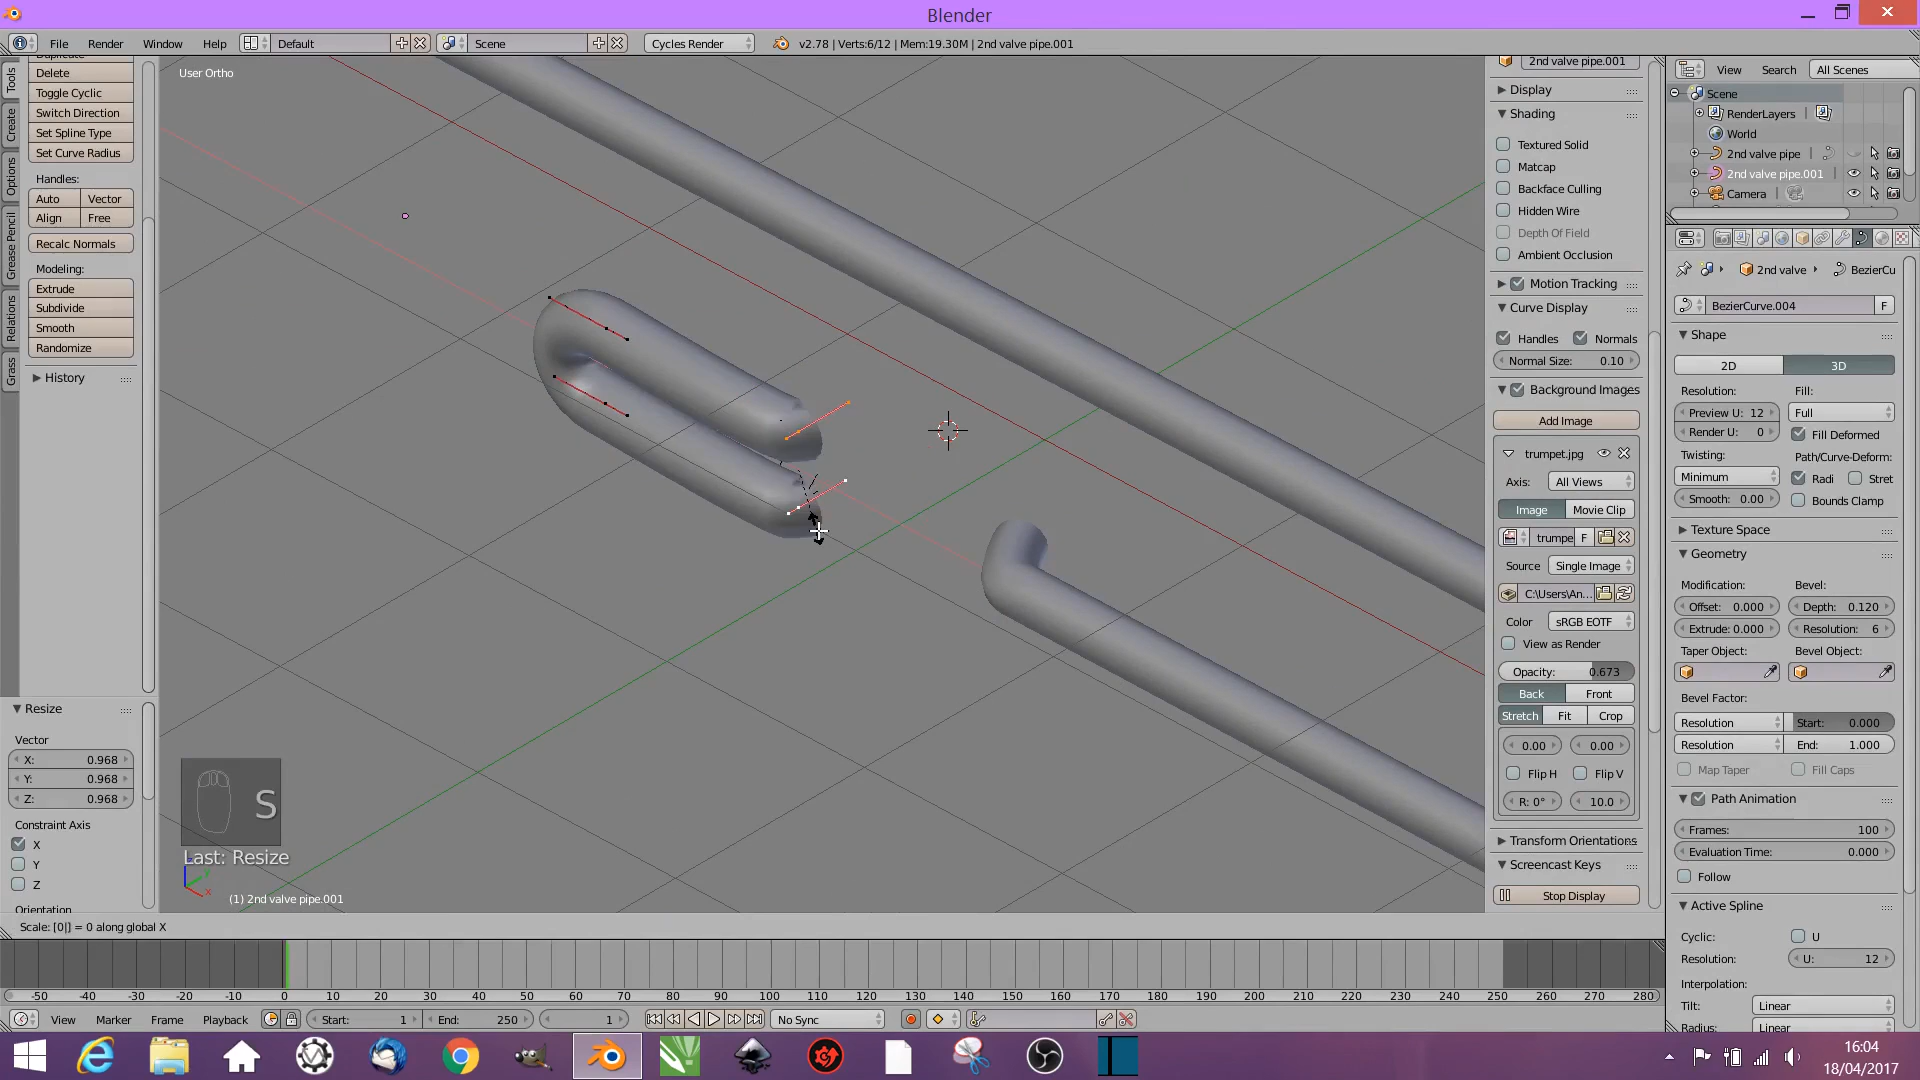 Blender
File Render Window Help Default Scene Cycles Render v2.78 | Verts:6/12 | Mem:19.30M | 2nd valve pipe.001
User Ortho
Delete
Toggle Cyclic
Switch Direction
Set Spline Type
Set Curve Radius
Handles:
Auto Vector
Align Free
Recalc Normals
Modeling:
Extrude
Subdivide
Smooth
Randomize
History
Tools
Create
Options
Grease Pencil
Relations
Grass
Resize
Vector
X: 0.968
Y: 0.968
Z: 0.968
Constraint Axis
X
Y
Z
Orientation
S
Last: Resize
(1) 2nd valve pipe.001
Scale: [0|] = 0 along global X
2nd valve pipe.001
Display
Shading
Textured Solid
Matcap
Backface Culling
Hidden Wire
Depth Of Field
Ambient Occlusion
Motion Tracking
Curve Display
Handles Normals
Normal Size: 0.10
Background Images
Add Image
trumpet.jpg
Axis: All Views
Image Movie Clip
trumpe F
Source Single Image
C:\Users\An...
Color sRGB EOTF
View as Render
Opacity: 0.673
Back Front
Stretch Fit Crop
0.00 0.00
Flip H Flip V
R: 0° 10.0
Transform Orientations
Screencast Keys
Stop Display
View Search All Scenes
Scene
RenderLayers
World
2nd valve pipe
2nd valve pipe.001
Camera
2nd valve BezierCu
BezierCurve.004 F
Shape
2D 3D
Resolution: Fill:
Preview U: 12 Full
Render U: 0 Fill Deformed
Twisting: Path/Curve-Deform:
Minimum Radi Stret
Smooth: 0.00 Bounds Clamp
Texture Space
Geometry
Modification: Bevel:
Offset: 0.000 Depth: 0.120
Extrude: 0.000 Resolution: 6
Taper Object: Bevel Object:
Bevel Factor:
Resolution Start: 0.000
Resolution End: 1.000
Map Taper Fill Caps
Path Animation
Frames: 100
Evaluation Time: 0.000
Follow
Active Spline
Cyclic: U
Resolution: U: 12
Interpolation:
Tilt: Linear
Radius: Linear
-50 -40 -30 -20 -10 0 10 20 30 40 50 60 70 80 90 100 110 120 130 140 150 160 170 180 190 200 210 220 230 240 250 260 270 280
View Marker Frame Playback Start: 1 End: 250 1 No Sync
16:04
18/04/2017